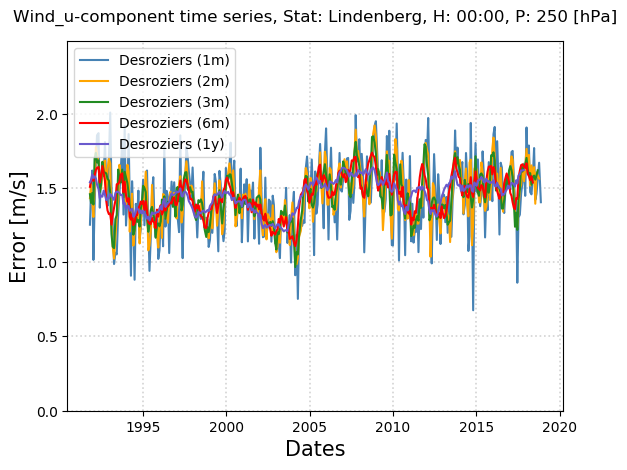 Wind_u-component time series, Stat: Lindenberg, H: 00:00, P: 250 [hPa]
Desroziers (1m)
Desroziers (2m)
Desroziers (3m)
Desroziers (6m)
Desroziers (1y)
Error [m/s]
2.0
1.5
1.0
0.5
0.0
1995 2000 2005 2010 2015 2020
Dates